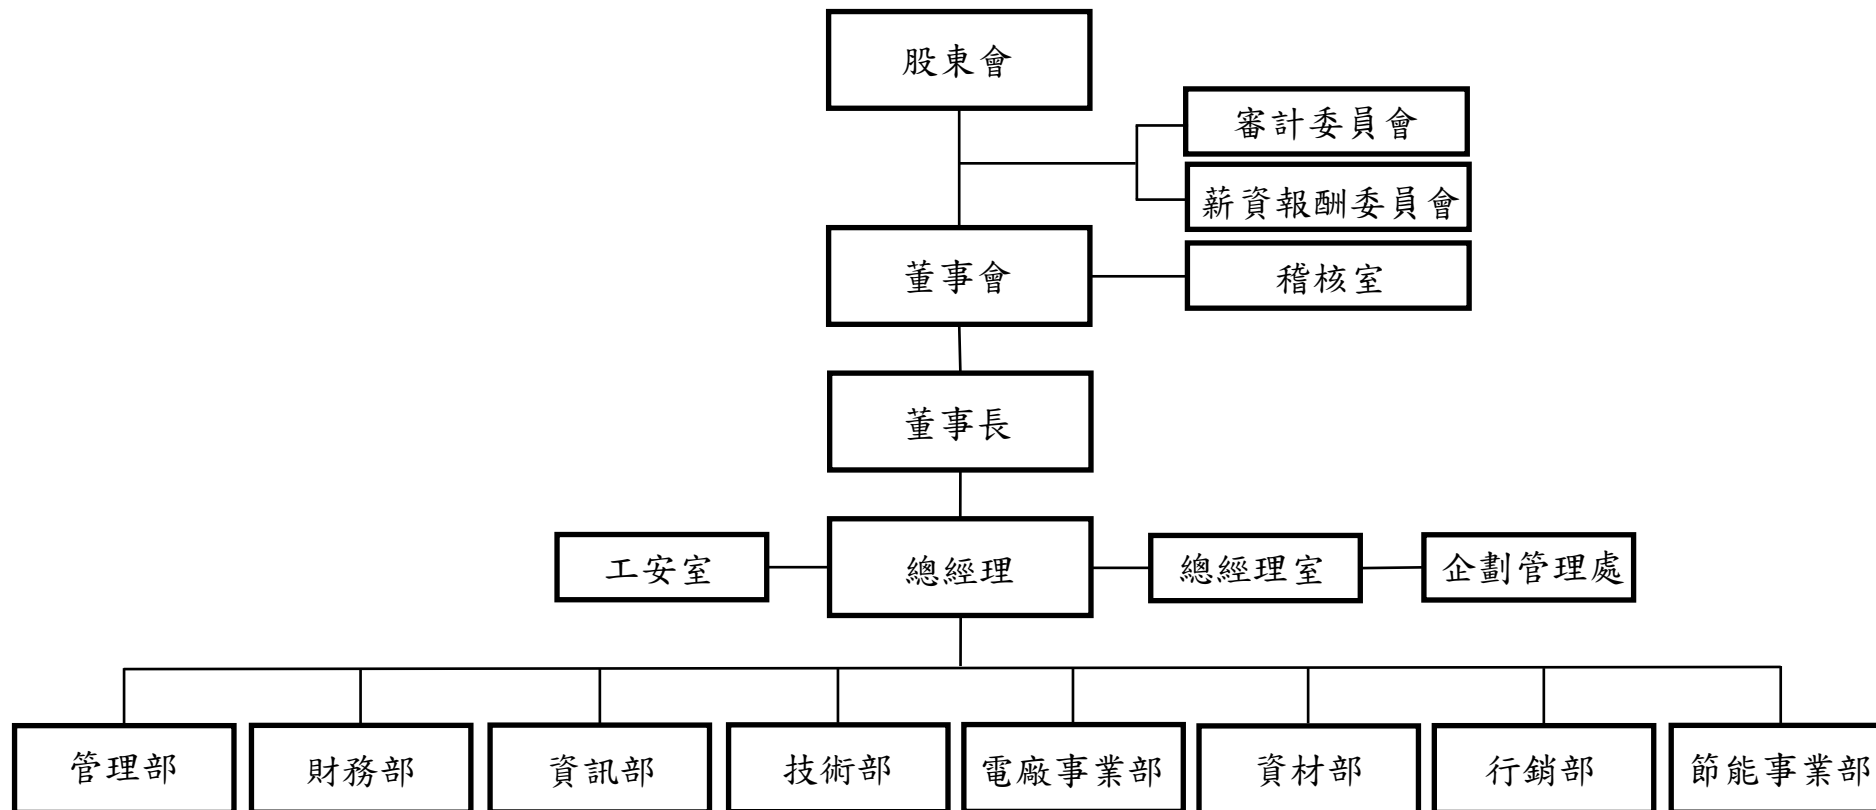 股東會
審計委員會
薪資報酬委員會
董事會
稽核室
董事長
工安室
總經理
總經理室
企劃管理處
管理部
財務部
資訊部
技術部
電廠事業部
資材部
行銷部
節能事業部